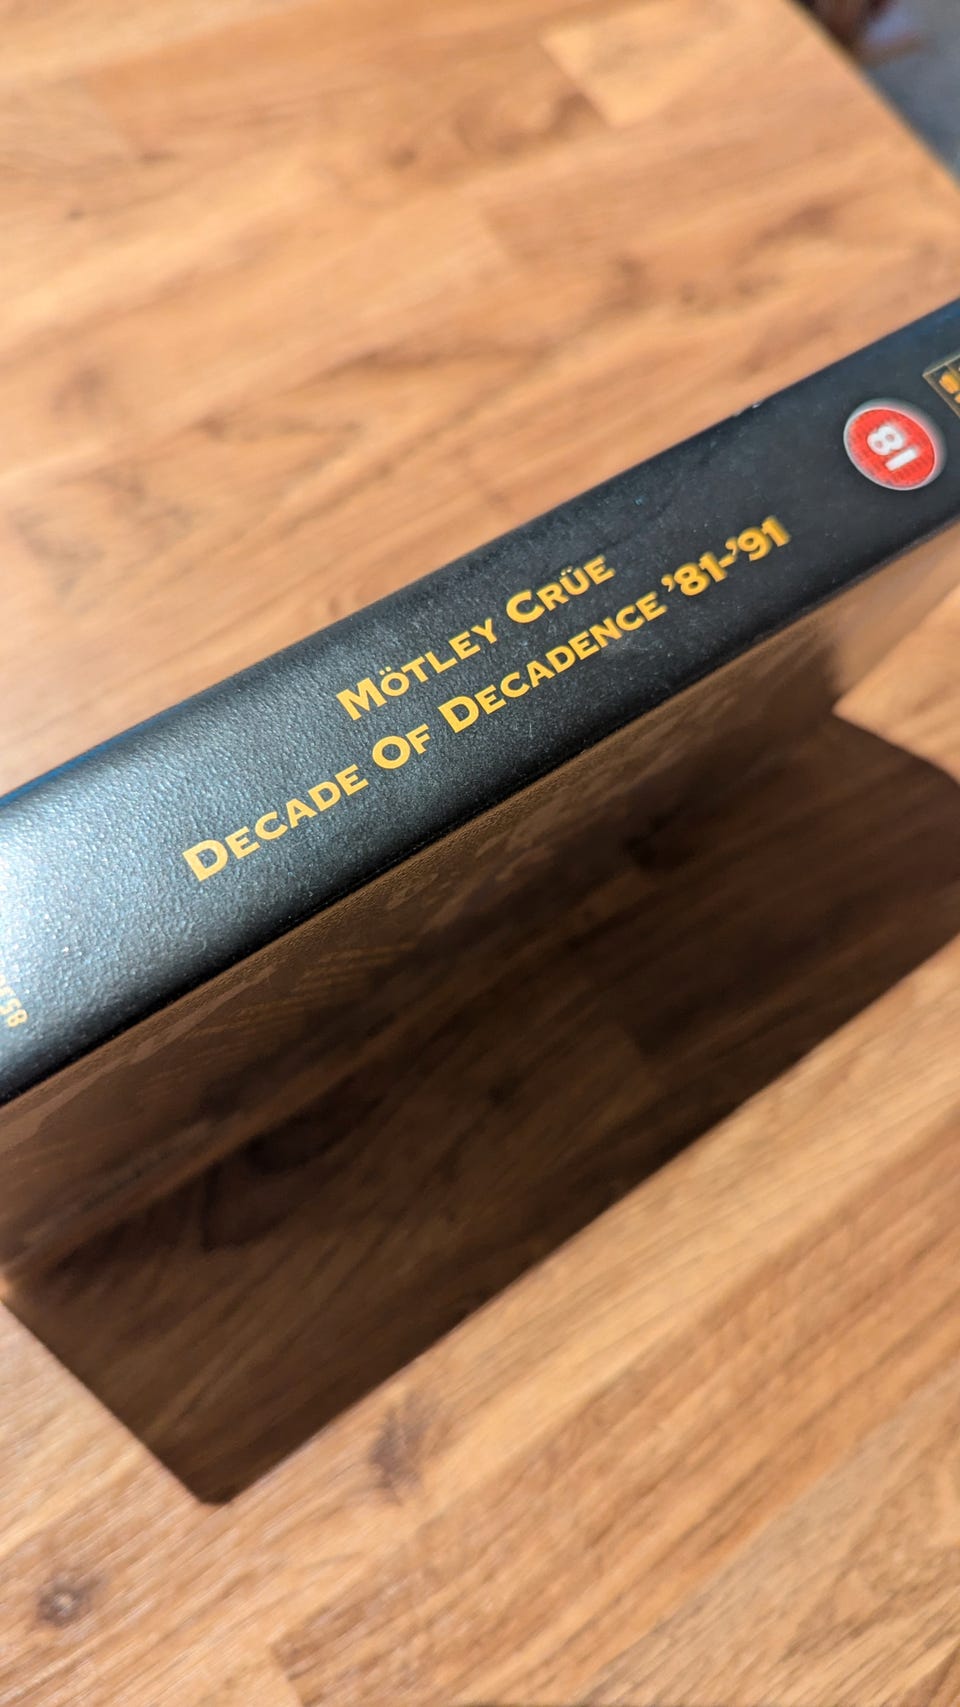 MÖTLEY CRÜE
DECADE OF DECADENCE '81-'91
18